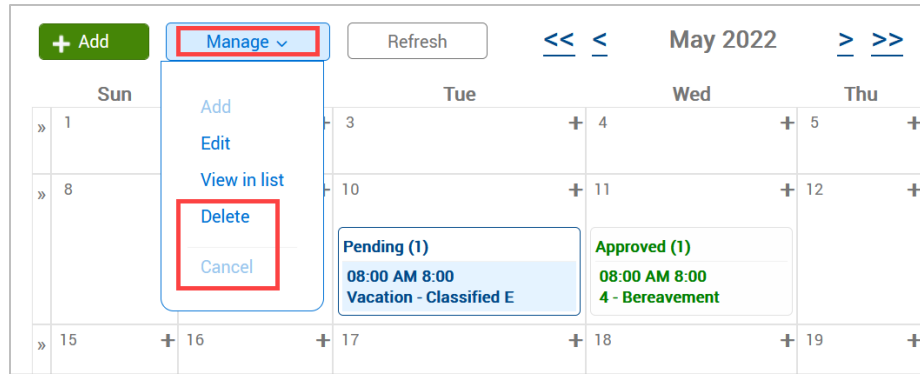 + Add
Manage
Refresh
<< < May 2022 > >>
Sun Tue Wed Thu
Add
Edit
View in list
Delete
Cancel
» 1 + 3 + 4 + 5 +
» 8 + 10 + 11 + 12 +
Pending (1)
08:00 AM 8:00
Vacation - Classified E
Approved (1)
08:00 AM 8:00
4 - Bereavement
» 15 + 16 + 17 + 18 + 19 +